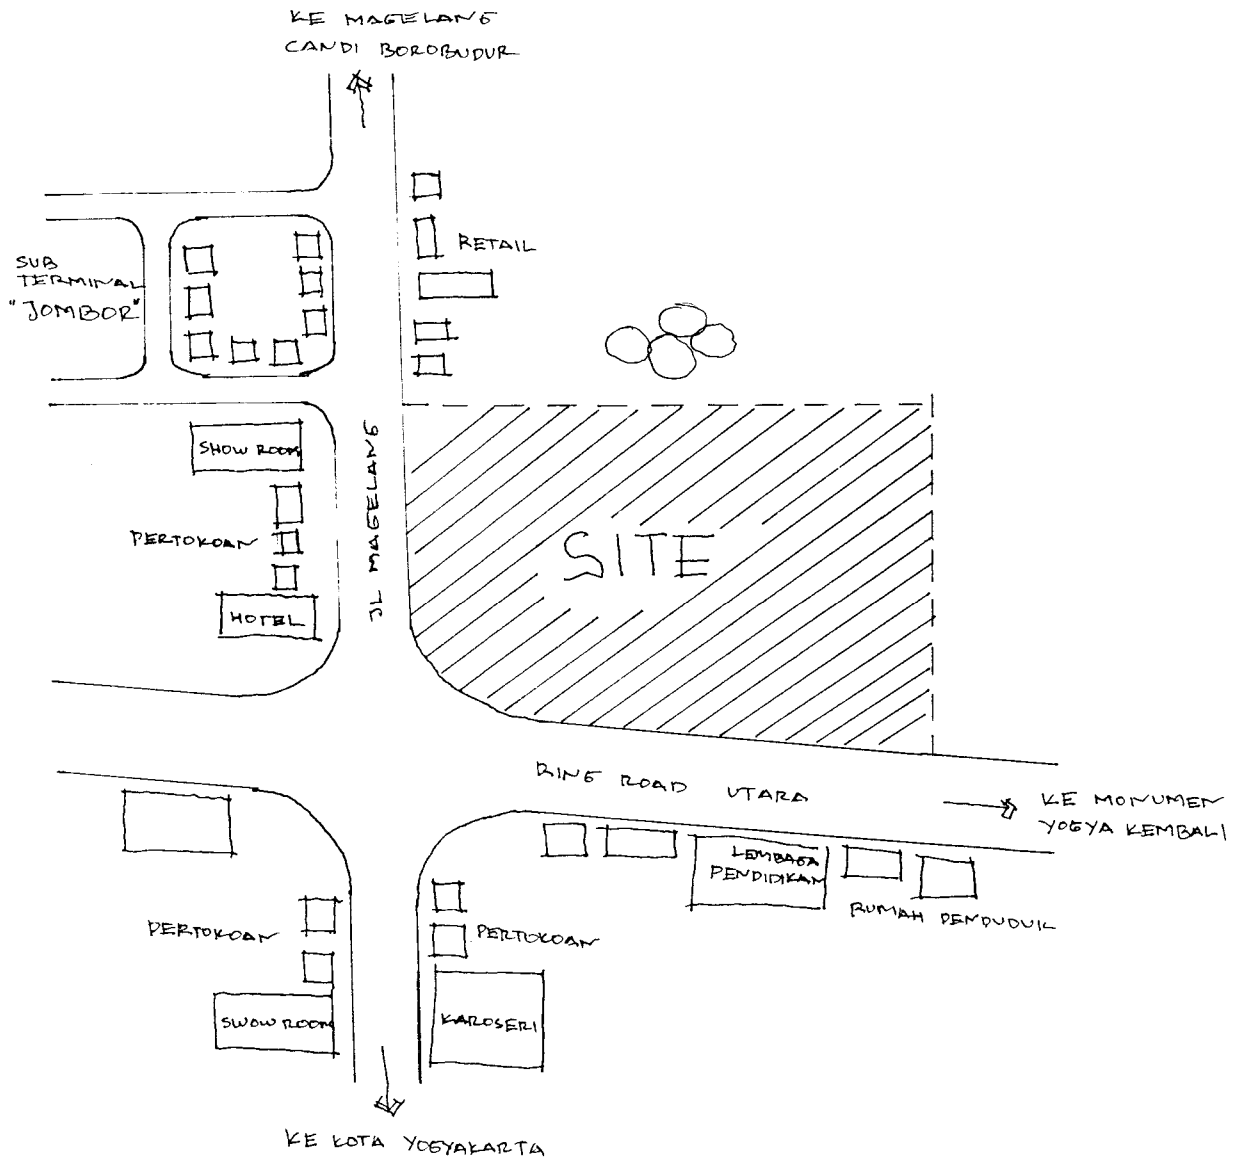 KE MAGELANG
CANDI BOROBUDUR
RETAIL
SUB
TERMINAL
"JOMBOR"
SHOW ROOM
JL MAGELANG
PERTOKOAN
SITE
HOTEL
RING ROAD UTARA
KE MONUMEN
YOGYA KEMBALI
LEMBAGA
PENDIDIKAN
RUMAH PENDUDUK
PERTOKOAN
PERTOKOAN
SWOW ROOM
KAROSERI
KE KOTA YOGYAKARTA